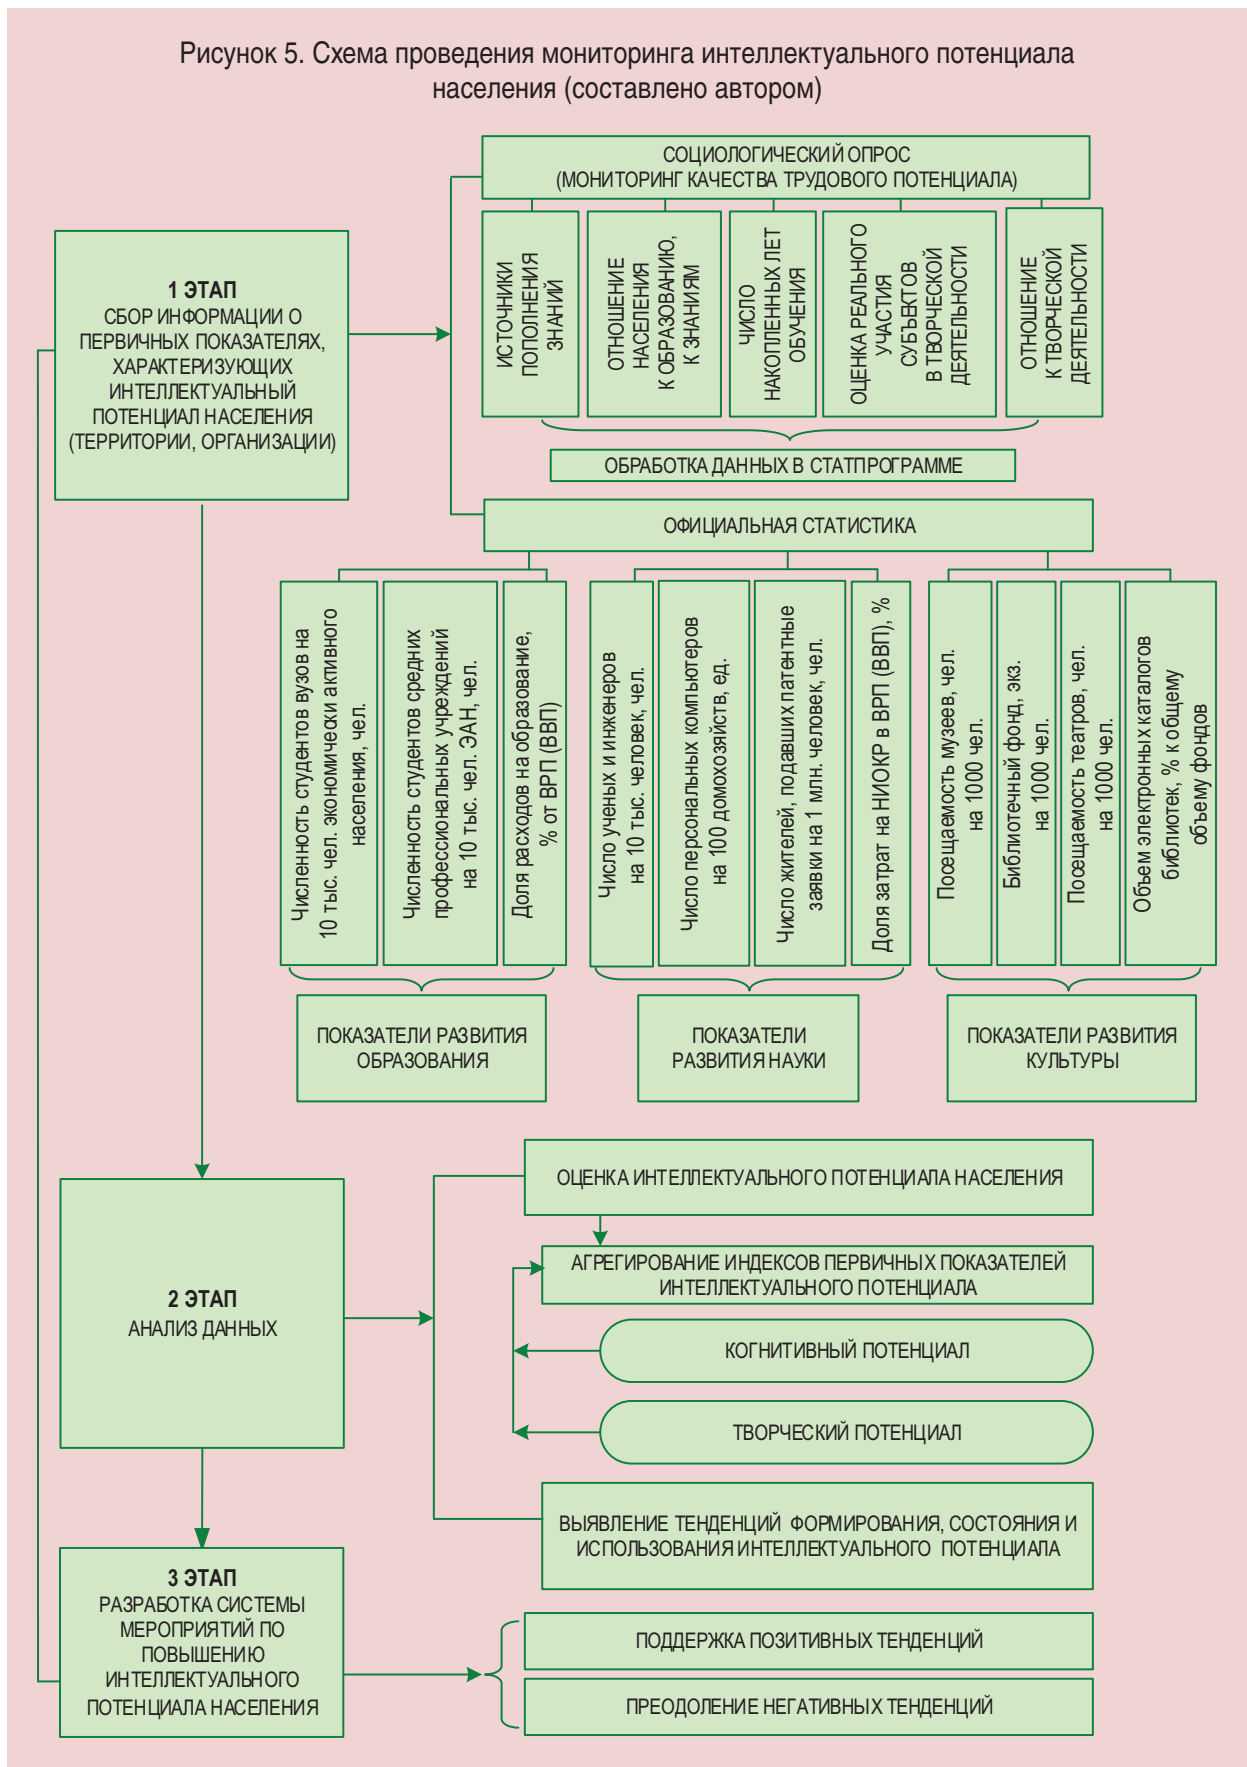 Рисунок 5. Схема проведения мониторинга интеллектуального потенциала
населения (составлено автором)
СОЦИОЛОГИЧЕСКИЙ ОПРОС
(МОНИТОРИНГ КАЧЕСТВА ТРУДОВОГО ПОТЕНЦИАЛА)
1 ЭТАП
СБОР ИНФОРМАЦИИ О
ПЕРВИЧНЫХ ПОКАЗАТЕЛЯХ,
ХАРАКТЕРИЗУЮЩИХ
ИНТЕЛЛЕКТУАЛЬНЫЙ
ПОТЕНЦИАЛ НАСЕЛЕНИЯ
(ТЕРРИТОРИИ, ОРГАНИЗАЦИИ)
ИСТОЧНИКИ
ПОПОЛНЕНИЯ
ЗНАНИЙ
ОТНОШЕНИЕ
НАСЕЛЕНИЯ
К ОБРАЗОВАНИЮ,
К ЗНАНИЯМ
ЧИСЛО
НАКОПЛЕННЫХ ЛЕТ
ОБУЧЕНИЯ
ОЦЕНКА РЕАЛЬНОГО
УЧАСТИЯ
СУБЪЕКТОВ
В ТВОРЧЕСКОЙ
ДЕЯТЕЛЬНОСТИ
ОТНОШЕНИЕ
К ТВОРЧЕСКОЙ
ДЕЯТЕЛЬНОСТИ
ОБРАБОТКА ДАННЫХ В СТАТПРОГРАММЕ
ОФИЦИАЛЬНАЯ СТАТИСТИКА
Численность студентов вузов на
10 тыс. чел. экономически активного
населения, чел.
Численность студентов средних
профессиональных учреждений
на 10 тыс. чел. ЭАН, чел.
Доля расходов на образование,
% от ВРП (ВВП)
Число ученых и инженеров
на 10 тыс. человек, чел.
Число персональных компьютеров
на 100 домохозяйств, ед.
Число жителей, подавших патентные
заявки на 1 млн. человек, чел.
Доля затрат на НИОКР в ВРП (ВВП), %
Посещаемость музеев, чел.
на 1000 чел.
Библиотечный фонд, экз.
на 1000 чел.
Посещаемость театров, чел.
на 1000 чел.
Объем электронных каталогов
библиотек, % к общему
объему фондов
ПОКАЗАТЕЛИ РАЗВИТИЯ
ОБРАЗОВАНИЯ
ПОКАЗАТЕЛИ
РАЗВИТИЯ НАУКИ
ПОКАЗАТЕЛИ РАЗВИТИЯ
КУЛЬТУРЫ
2 ЭТАП
АНАЛИЗ ДАННЫХ
ОЦЕНКА ИНТЕЛЛЕКТУАЛЬНОГО ПОТЕНЦИАЛА НАСЕЛЕНИЯ
АГРЕГИРОВАНИЕ ИНДЕКСОВ ПЕРВИЧНЫХ ПОКАЗАТЕЛЕЙ
ИНТЕЛЛЕКТУАЛЬНОГО ПОТЕНЦИАЛА
КОГНИТИВНЫЙ ПОТЕНЦИАЛ
ТВОРЧЕСКИЙ ПОТЕНЦИАЛ
ВЫЯВЛЕНИЕ ТЕНДЕНЦИЙ ФОРМИРОВАНИЯ, СОСТОЯНИЯ И
ИСПОЛЬЗОВАНИЯ ИНТЕЛЛЕКТУАЛЬНОГО ПОТЕНЦИАЛА
3 ЭТАП
РАЗРАБОТКА СИСТЕМЫ
МЕРОПРИЯТИЙ ПО
ПОВЫШЕНИЮ
ИНТЕЛЛЕКТУАЛЬНОГО
ПОТЕНЦИАЛА НАСЕЛЕНИЯ
ПОДДЕРЖКА ПОЗИТИВНЫХ ТЕНДЕНЦИЙ
ПРЕОДОЛЕНИЕ НЕГАТИВНЫХ ТЕНДЕНЦИЙ